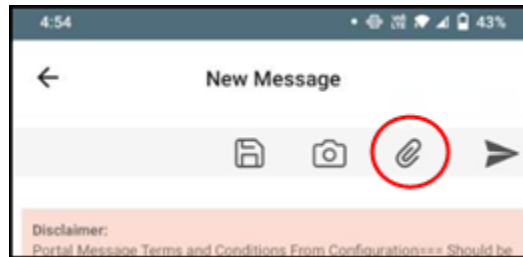 4:54 43%
New Message
Disclaimer:
Portal Message Terms and Conditions From Configuration=== Should be